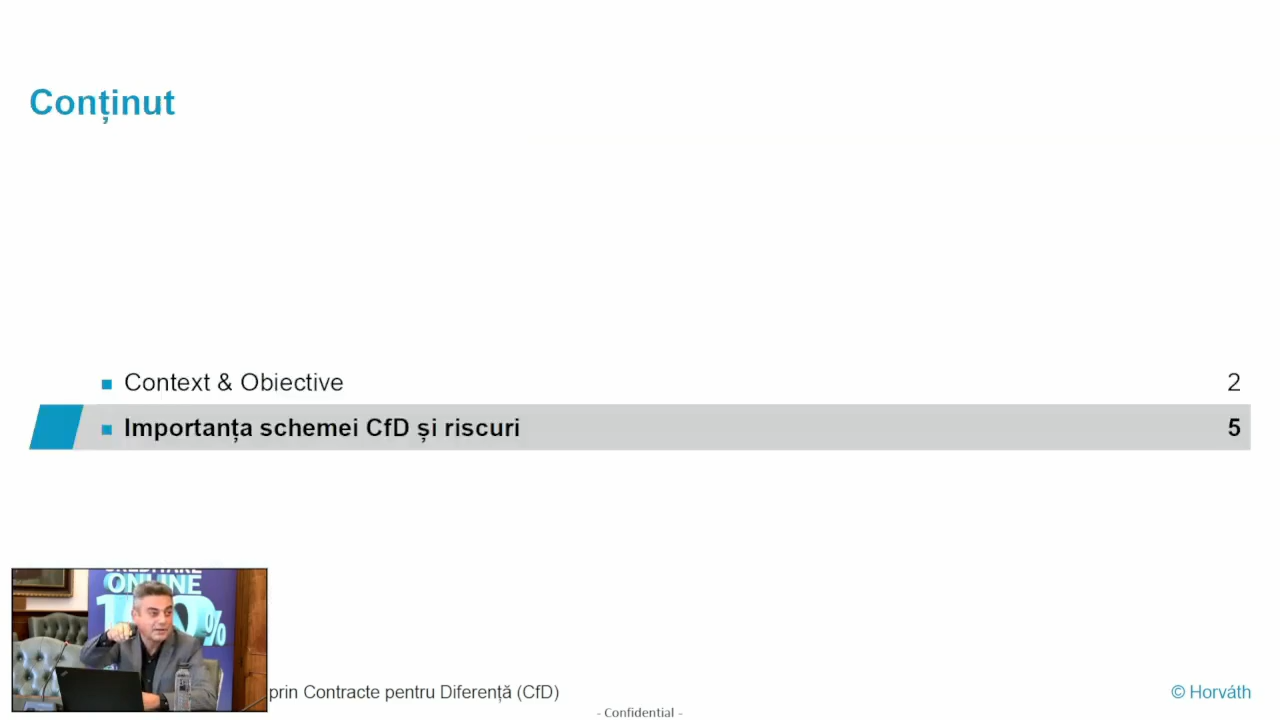 Conținut
Context & Obiective 2
Importanța schemei CfD și riscuri 5
ONLINE
prin Contracte pentru Diferență (CfD)
© Horváth
- Confidential -